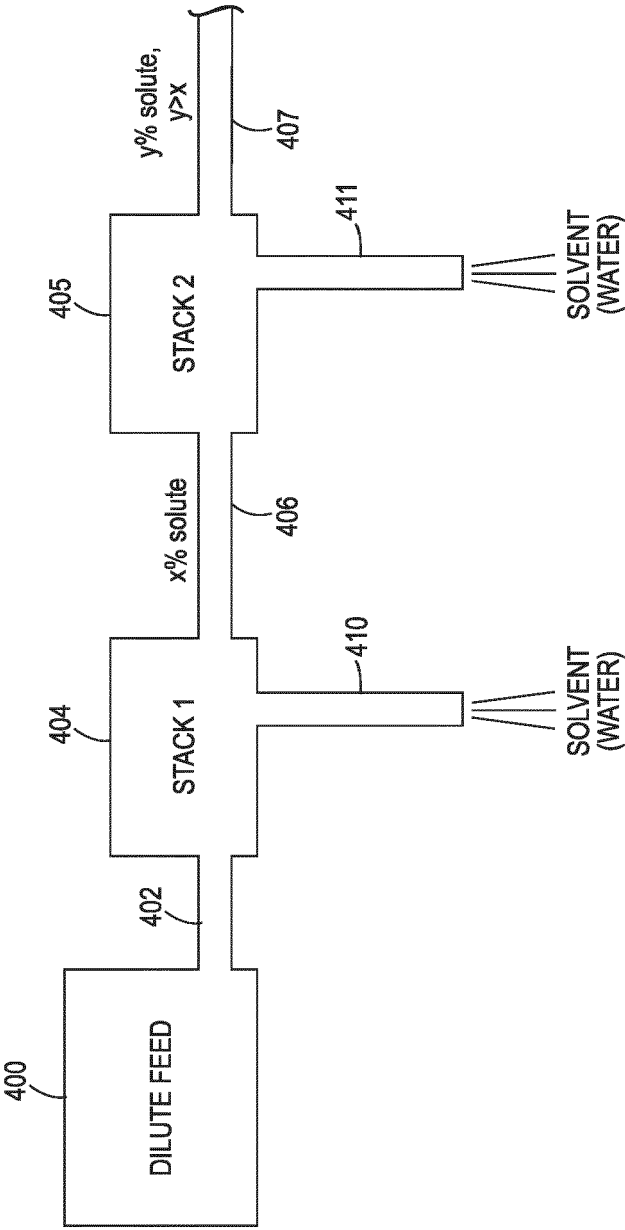 400
DILUTE FEED
402
404
STACK 1
410
SOLVENT
(WATER)
x% solute
406
405
STACK 2
411
SOLVENT
(WATER)
y% solute,
y>x
407